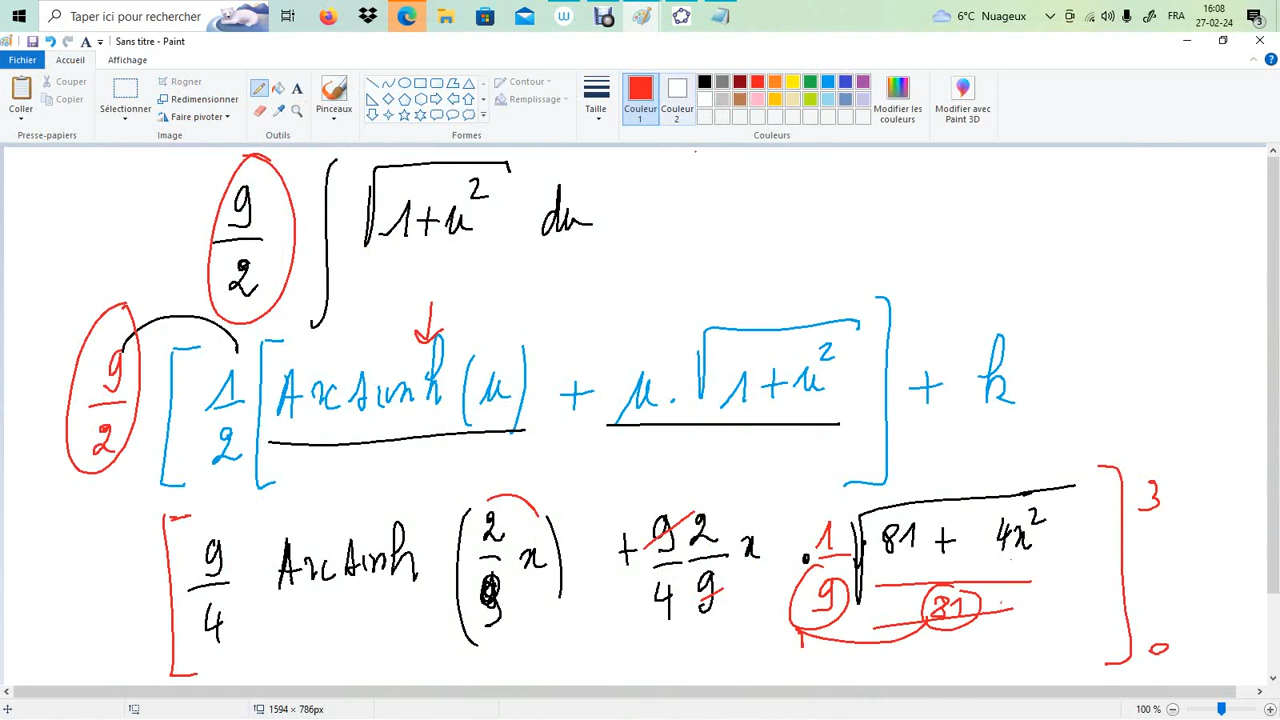 Taper ici pour rechercher
6°C Nuageux
FRA
16:08
27-02-24
Sans titre - Paint
Fichier
Accueil
Affichage
Coller
Couper
Copier
Presse-papiers
Sélectionner
Rogner
Redimensionner
Faire pivoter
Image
A
Outils
Pinceaux
Contour
Remplissage
Formes
Taille
Couleur 1
Couleur 2
Modifier les couleurs
Couleurs
Modifier avec Paint 3D
9/2 ∫ √(1+u²) du
9/2 [ 1/2 [ Arcsinh (u) + u . √(1+u²) ] + k
[ 9/4 Arcsinh (2/9 x) + 9/4 2/9 x . 1/9 √(81 + 4x² / 81) ] 3 0
1594 × 786px
100 %